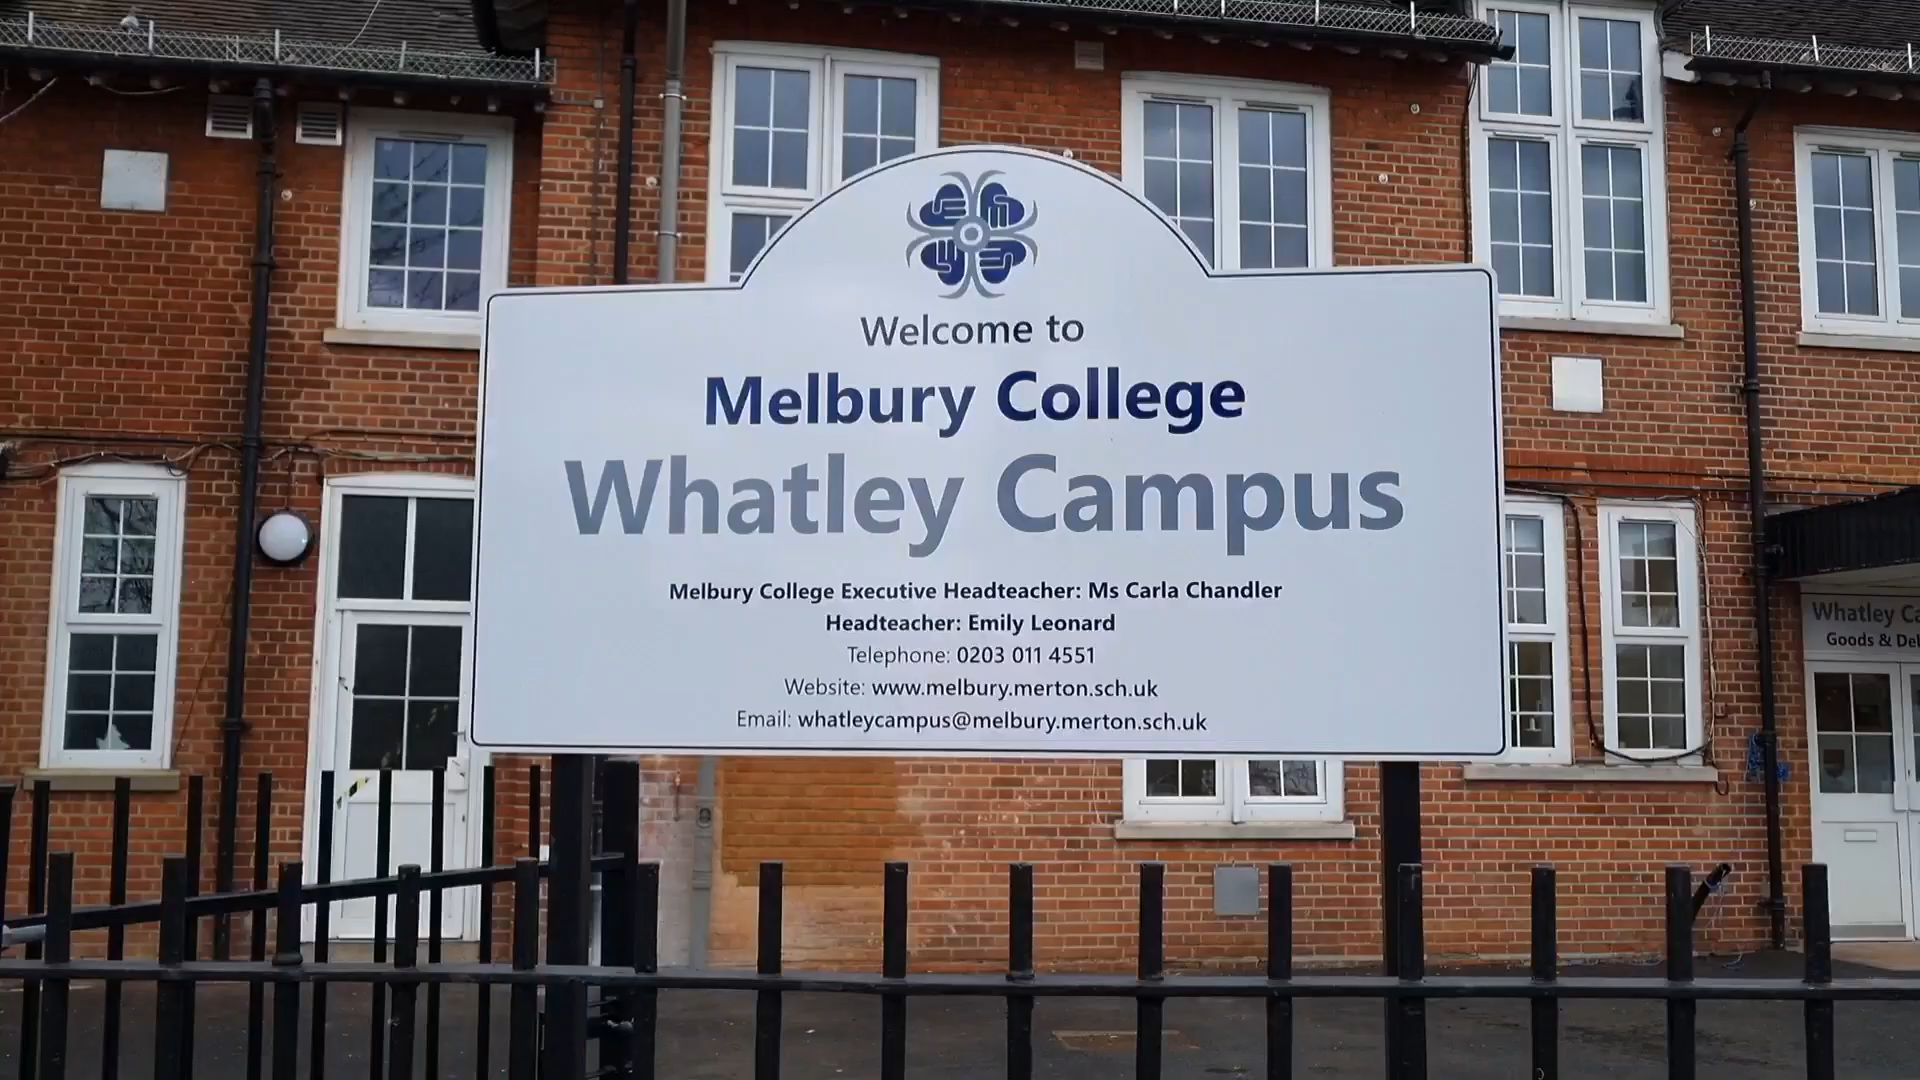 Welcome to
Melbury College
Whatley Campus
Melbury College Executive Headteacher: Ms Carla Chandler
Headteacher: Emily Leonard
Telephone: 0203 011 4551
Website: www.melbury.merton.sch.uk
Email: whatleycampus@melbury.merton.sch.uk
Whatley
Goods &